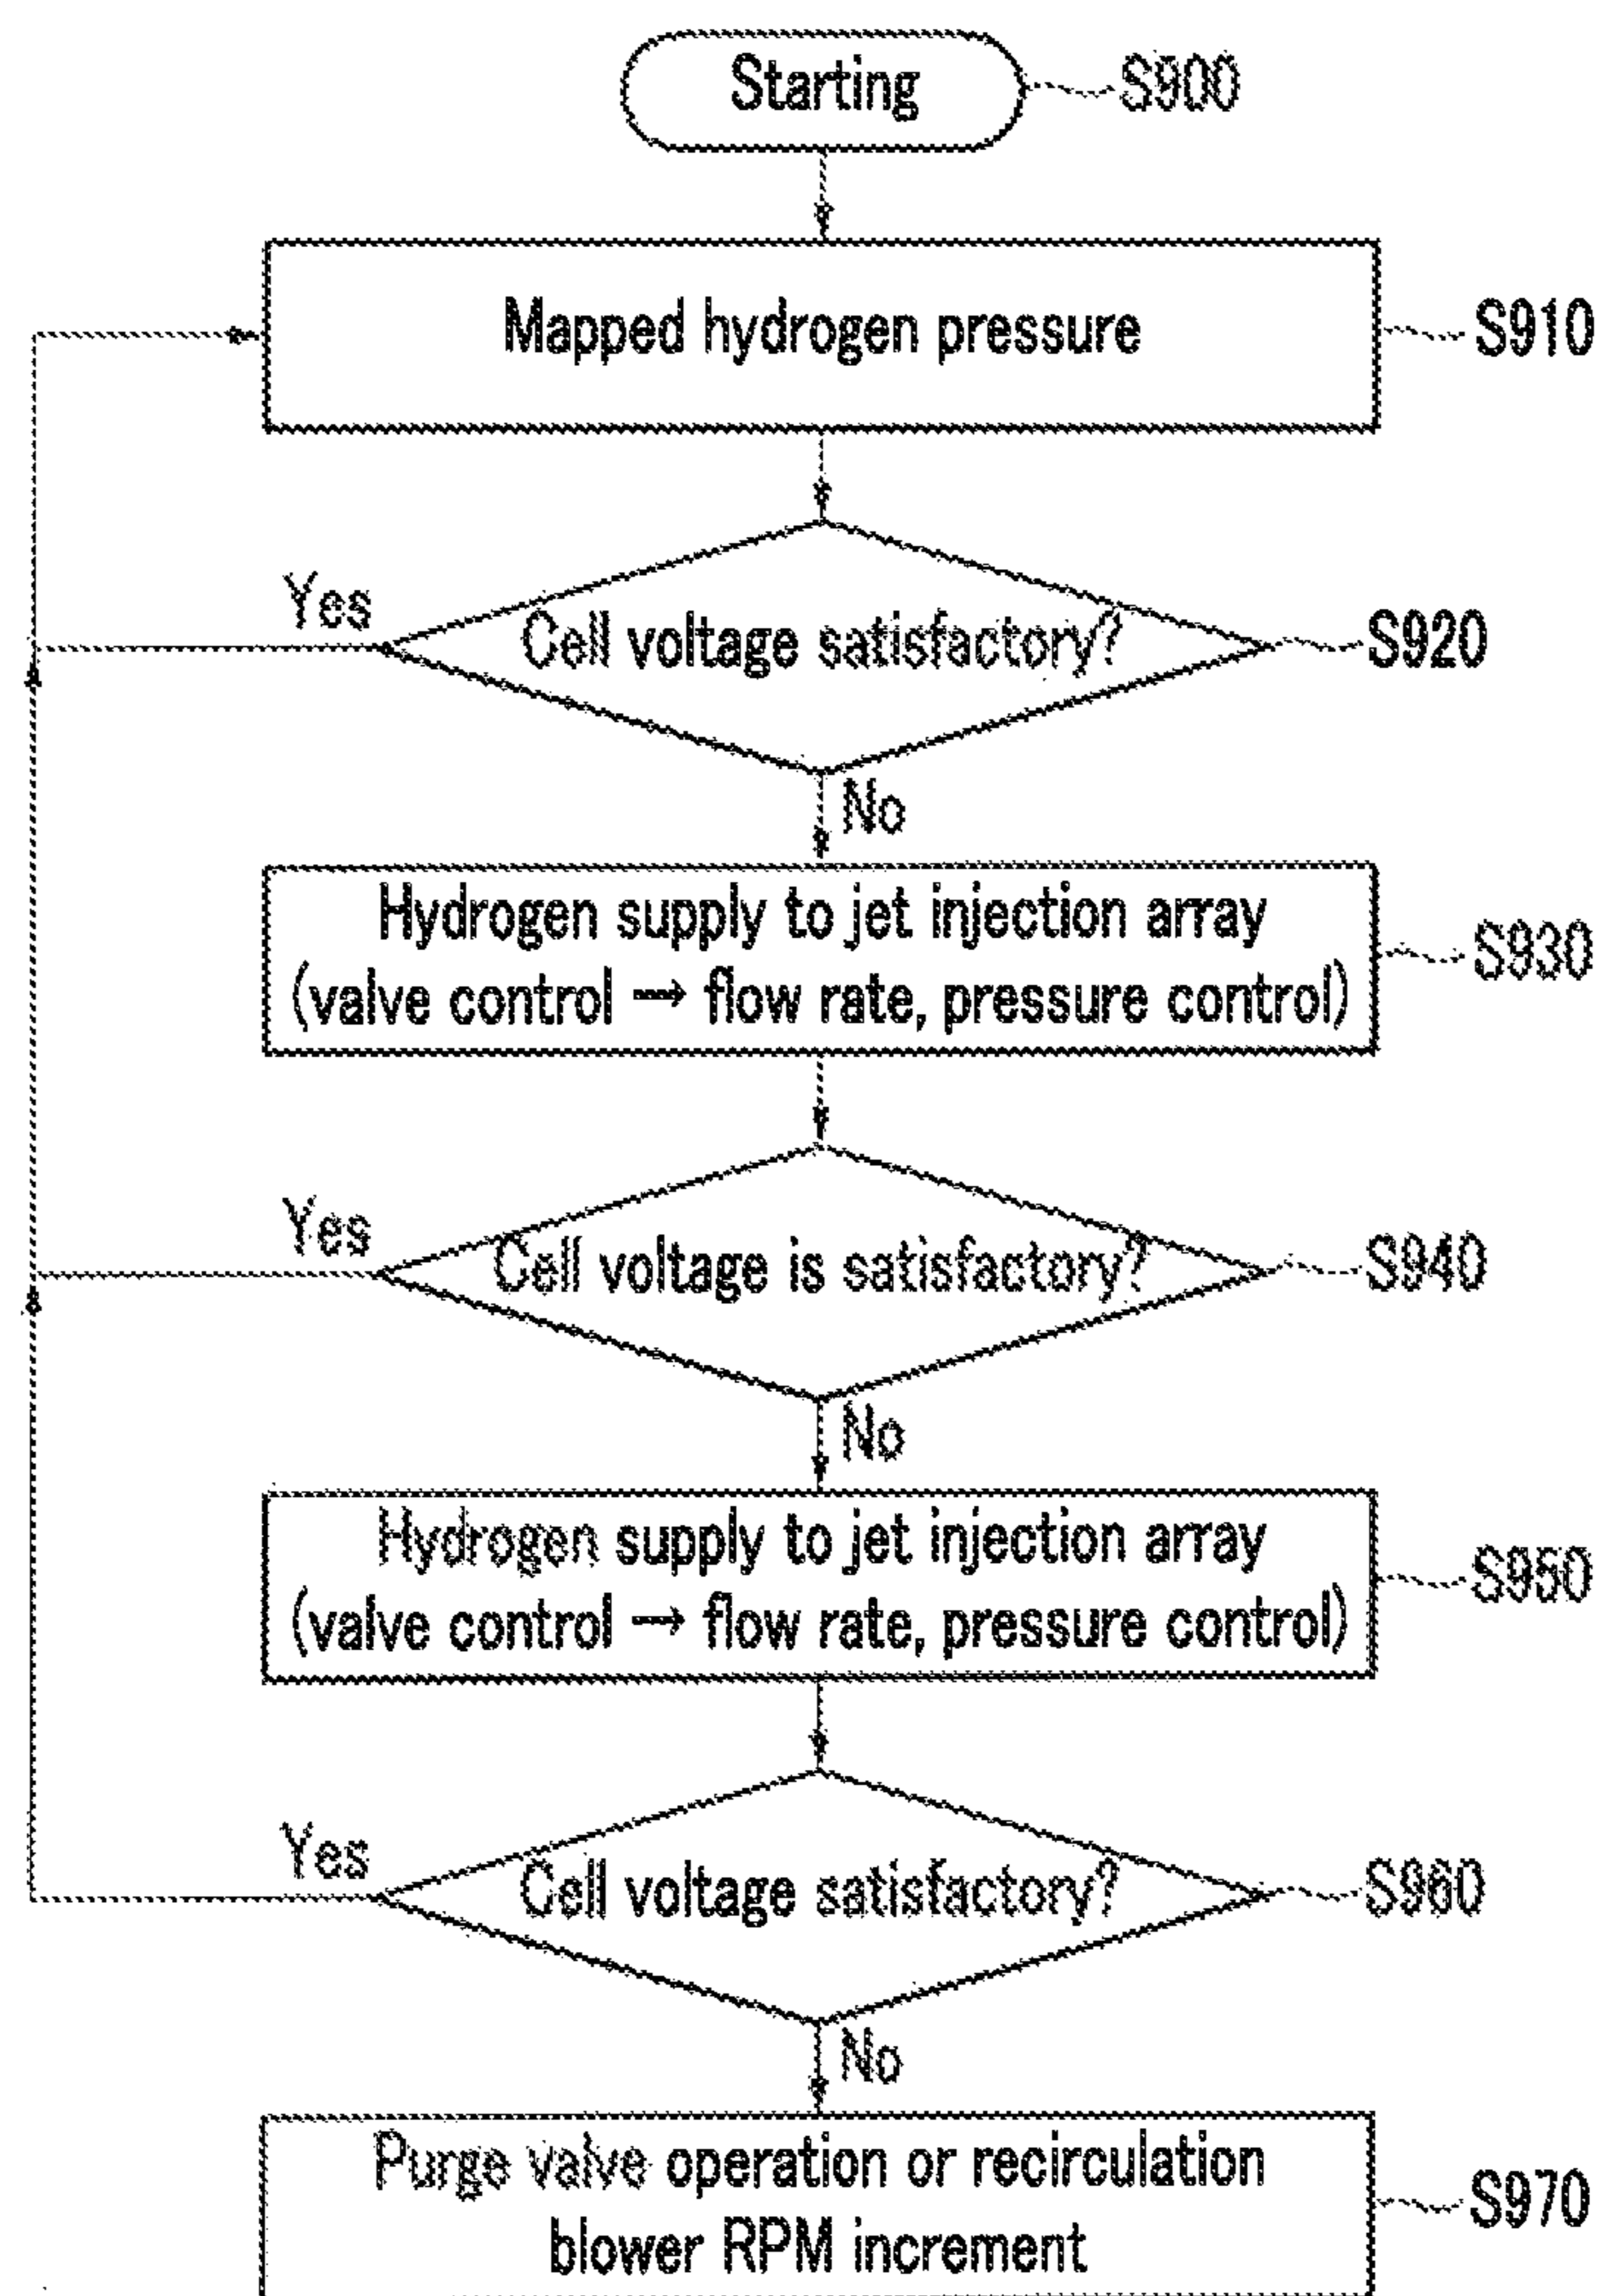 Starting
S900
Mapped hydrogen pressure
S910
Yes
Cell voltage satisfactory?
S920
No
Hydrogen supply to jet injection array
(valve control → flow rate, pressure control)
S930
Yes
Cell voltage is satisfactory?
S940
No
Hydrogen supply to jet injection array
(valve control → flow rate, pressure control)
S950
Yes
Cell voltage satisfactory?
S960
No
Purge valve operation or recirculation
blower RPM increment
S970